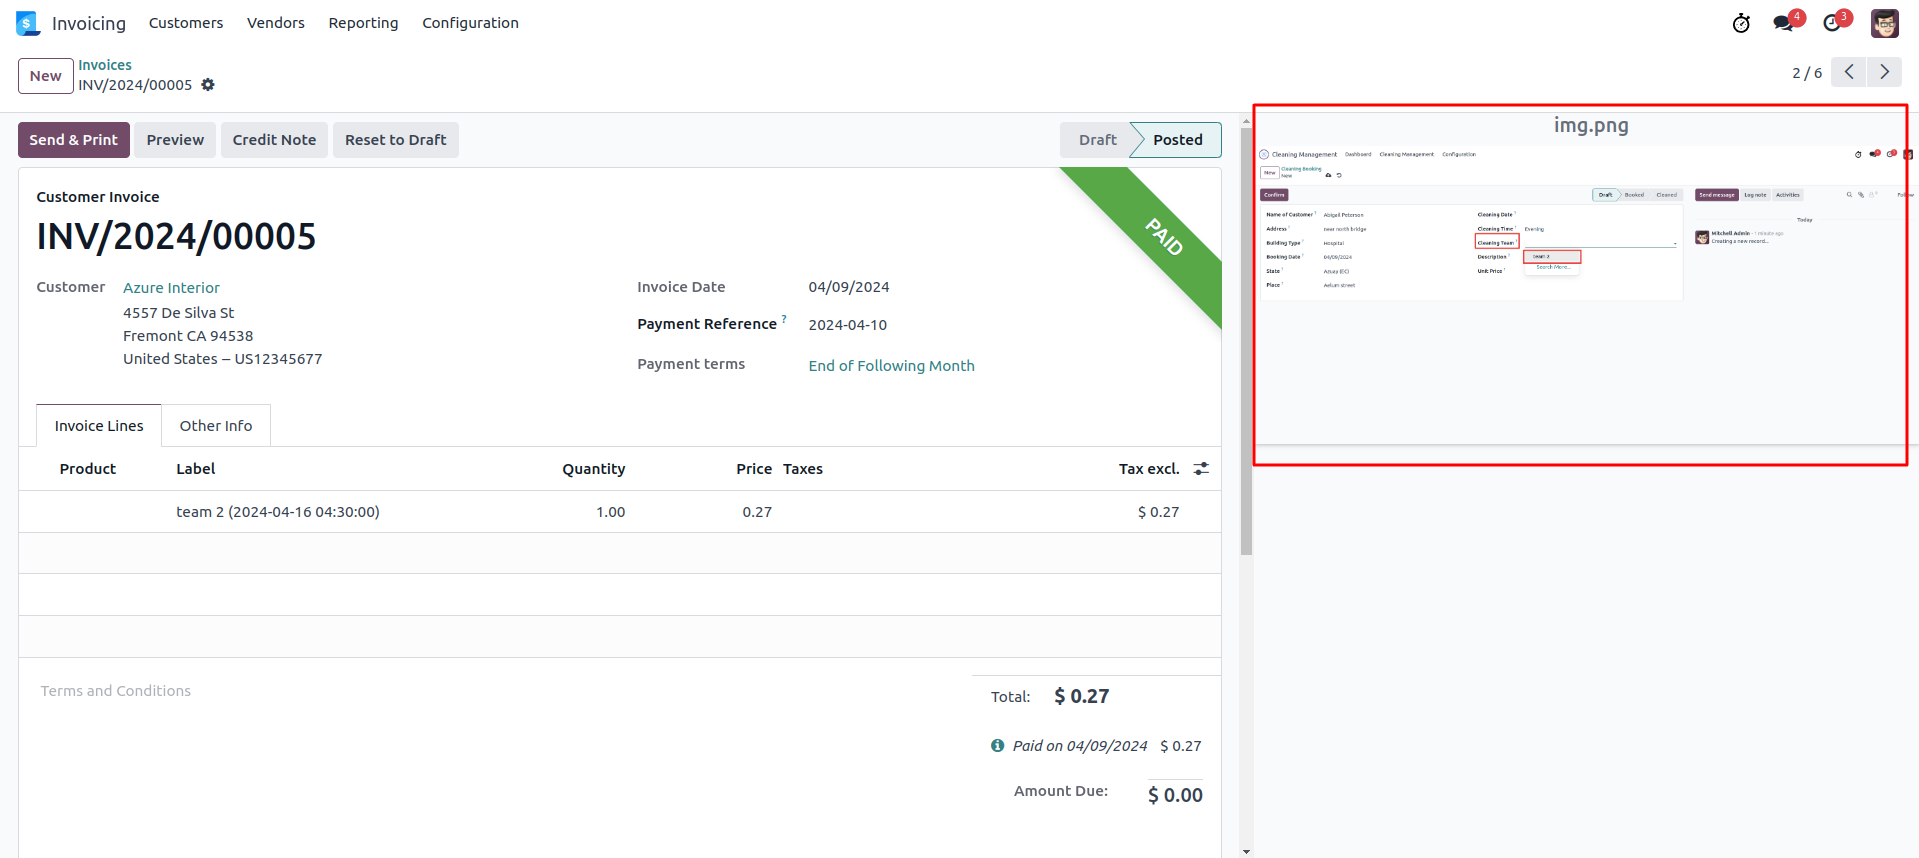 Invoicing Customers Vendors Reporting Configuration 4 3
New Invoices
INV/2024/00005
2 / 6
Send & Print Preview Credit Note Reset to Draft Draft Posted
Customer Invoice
INV/2024/00005
PAID
Customer Azure Interior
4557 De Silva St
Fremont CA 94538
United States – US12345677
Invoice Date 04/09/2024
Payment Reference ? 2024-04-10
Payment terms End of Following Month
Invoice Lines Other Info
Product Label Quantity Price Taxes Tax excl.
team 2 (2024-04-16 04:30:00) 1.00 0.27 $ 0.27
Terms and Conditions
Total: $ 0.27
Paid on 04/09/2024 $ 0.27
Amount Due: $ 0.00
img.png
Cleaning Management Dashboard Cleaning Management Configuration
New Cleaning Booking
New
Confirm Draft Booked Cleaned
Send message Log note Activities Follow
Name of Customer ? Abigail Peterson
Address ? near north bridge
Building Type ? Hospital
Booking Date ? 04/09/2024
State ? Azuay (EC)
Place ?
Cleaning Date ?
Cleaning Time ? Evening
Cleaning Team ?
Description ?
Search More...
Unit Price ?
Today
Mitchell Admin - 1 minute ago
Creating a new record...